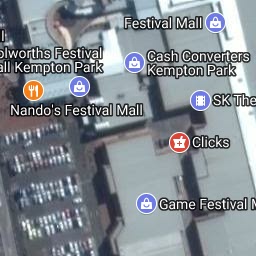 Festival Mall
olworths Festival
all Kempton Park
Cash Converters
Kempton Park
Nando's Festival Mall
SK The
Clicks
Game Festival M